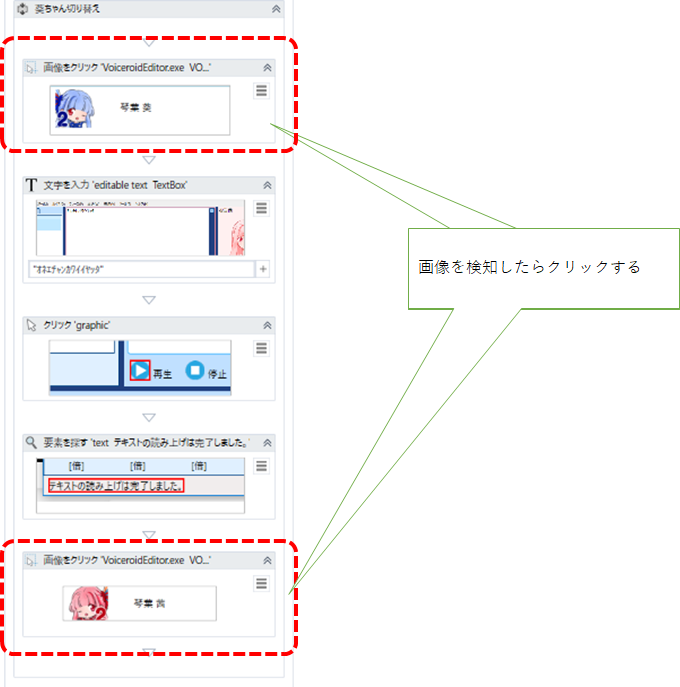 葵ちゃん切り替え
画像をクリック 'VoiceroidEditor.exe VO...'
2
琴葉 葵
文字を入力 'editable text TextBox'
"オネエチャンカワイイヤッタ"
+
クリック 'graphic'
再生
停止
要素を探す 'text テキストの読み上げは完了しました。'
[倍] [倍] [倍]
テキストの読み上げは完了しました。
画像をクリック 'VoiceroidEditor.exe VO...'
2
琴葉 茜
画像を検知したらクリックする